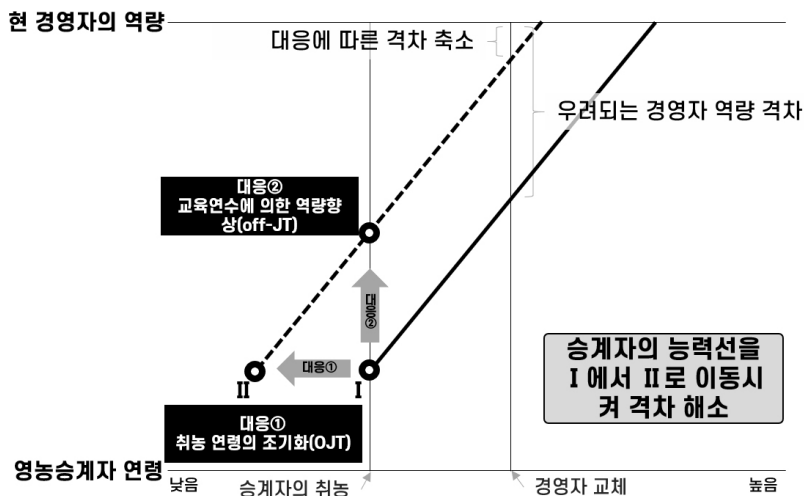 현 경영자의 역량
대응에 따른 격차 축소
우려되는 경영자 역량 격차
대응②
교육연수에 의한 역량향
상(off-JT)
대응②
대응①
II
I
승계자의 능력선을
I 에서 II로 이동시
켜 격차 해소
대응①
취농 연령의 조기화(OJT)
영농승계자 연령
낮음
승계자의 취농
경영자 교체
높음